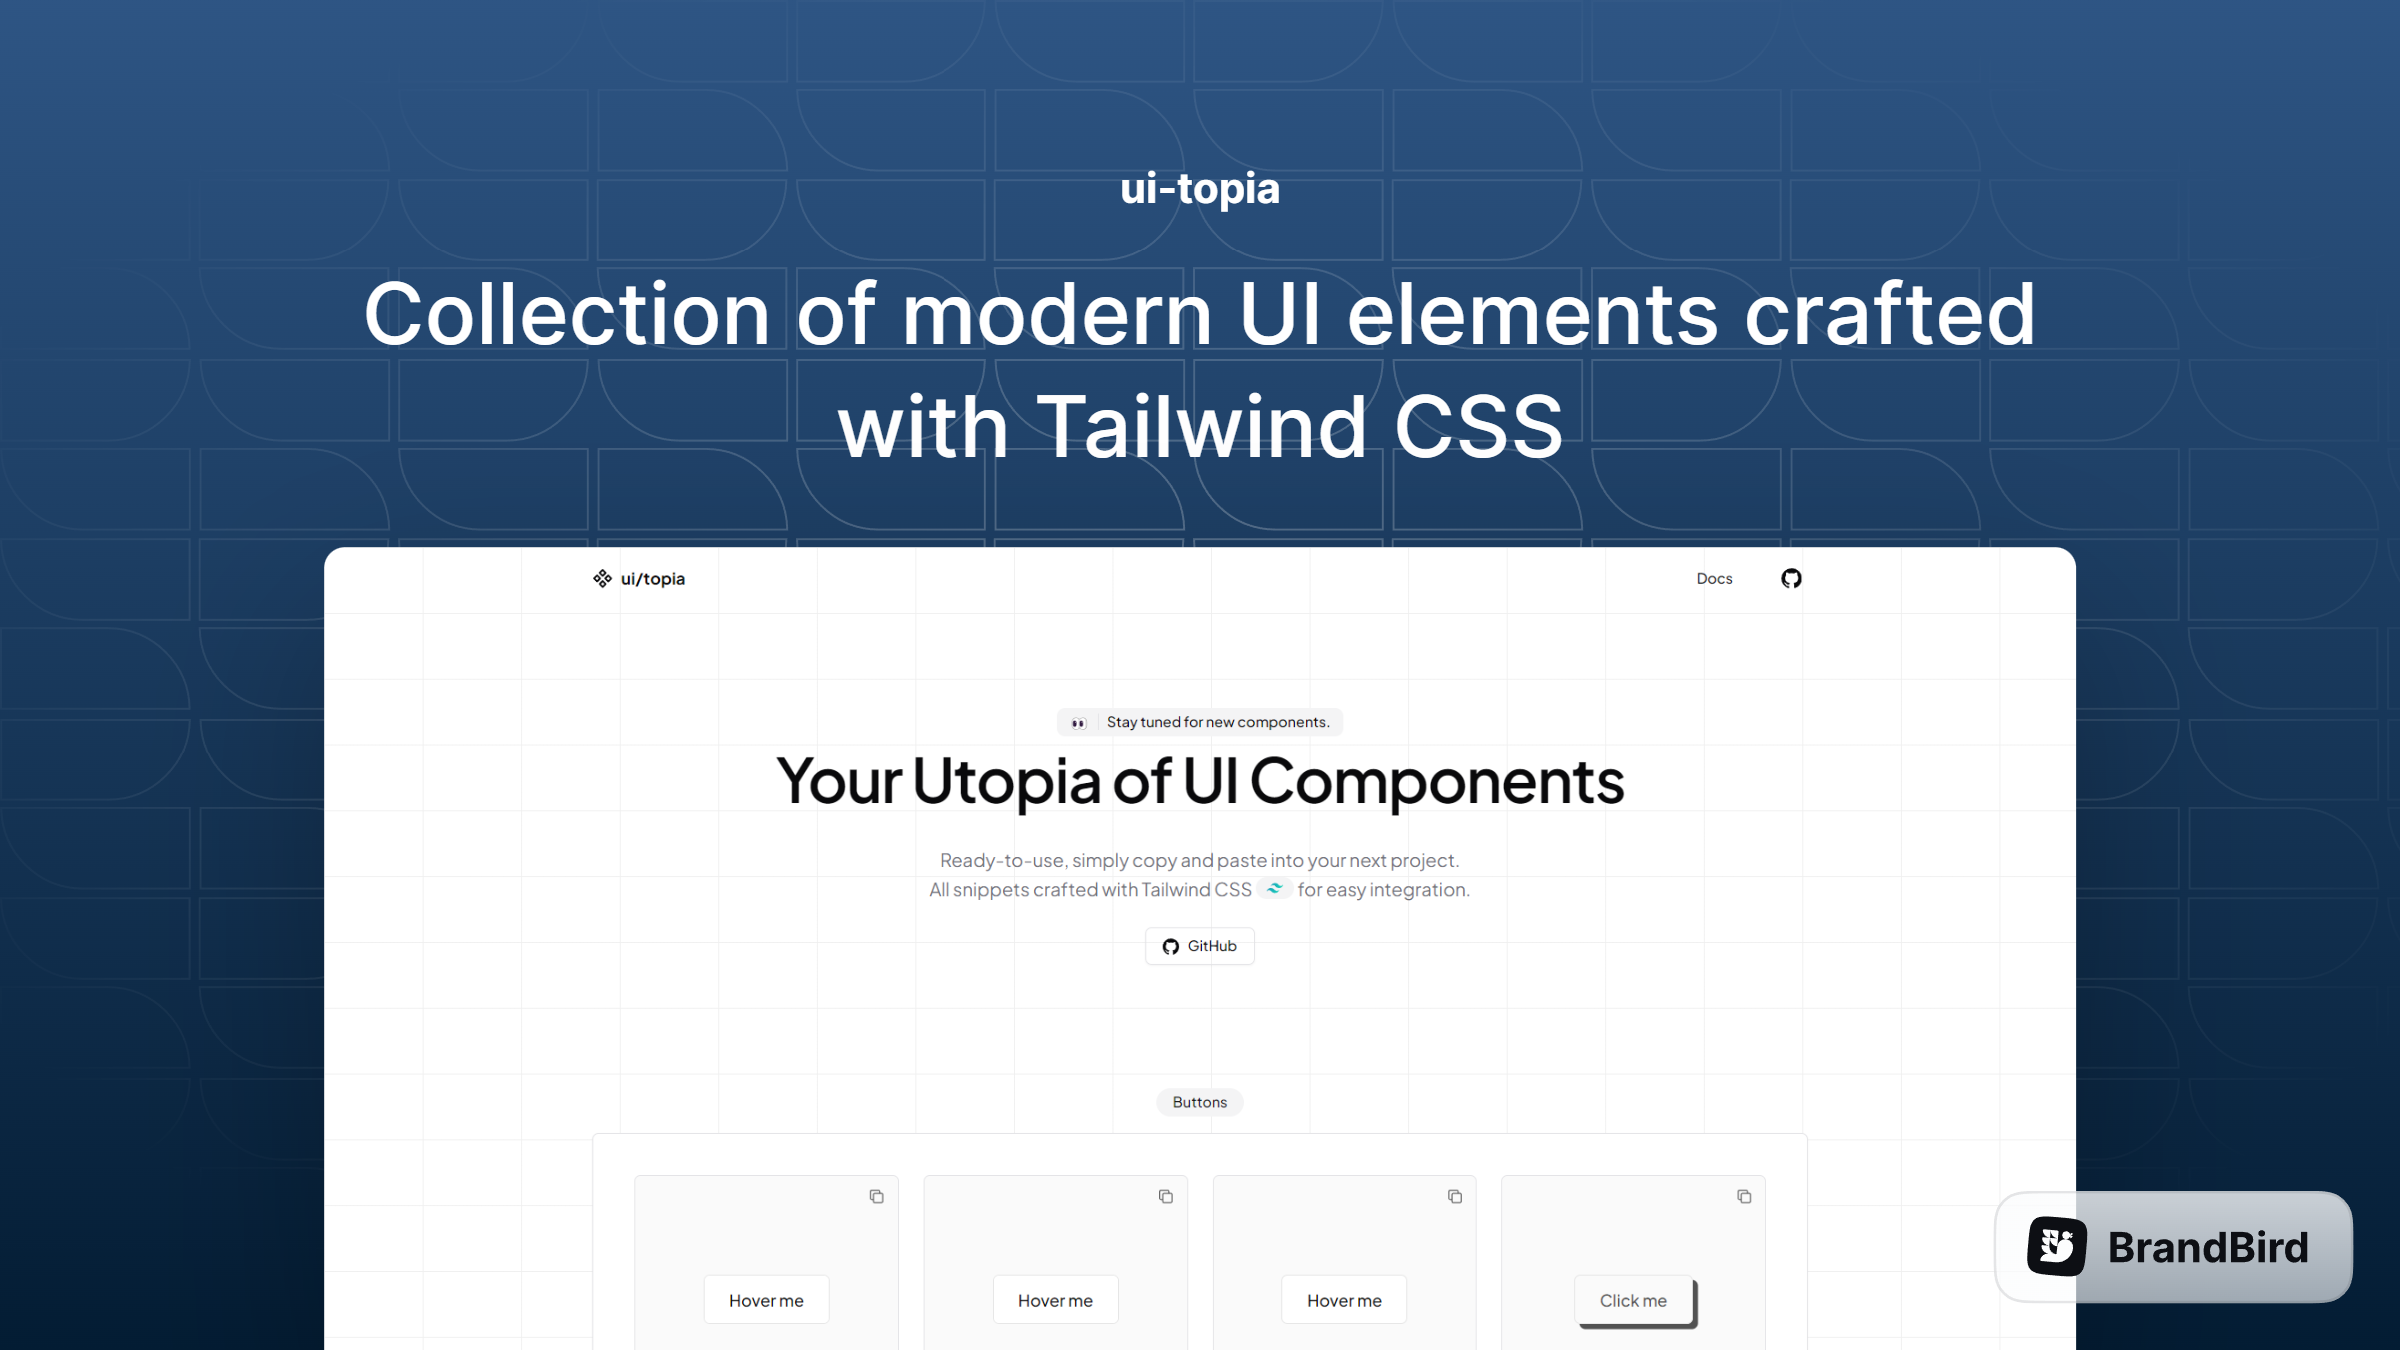 ui-topia
Collection of modern UI elements crafted
with Tailwind CSS
ui/topia
Docs
Stay tuned for new components.
Your Utopia of UI Components
Ready-to-use, simply copy and paste into your next project.
All snippets crafted with Tailwind CSS for easy integration.
GitHub
Buttons
Hover me
Hover me
Hover me
Click me
BrandBird